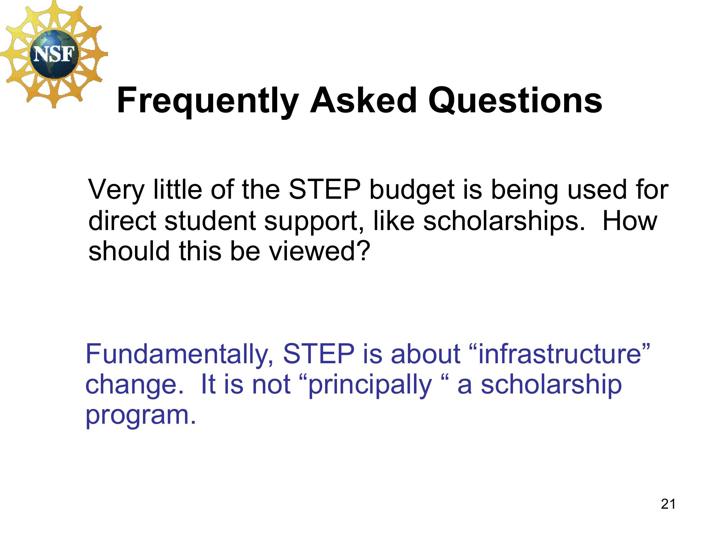 NSF
Frequently Asked Questions
Very little of the STEP budget is being used for
direct student support, like scholarships.  How
should this be viewed?
Fundamentally, STEP is about “infrastructure”
change.  It is not “principally “ a scholarship
program.
21